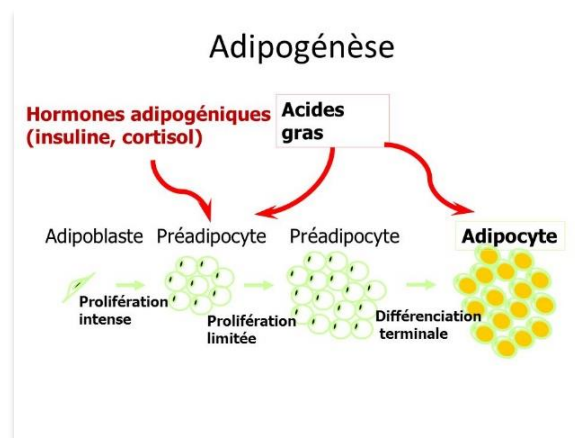 Adipogénèse
Hormones adipogéniques
(insuline, cortisol)
Acides
gras
Adipoblaste
Préadipocyte
Préadipocyte
Adipocyte
Prolifération
intense
Prolifération
limitée
Différenciation
terminale